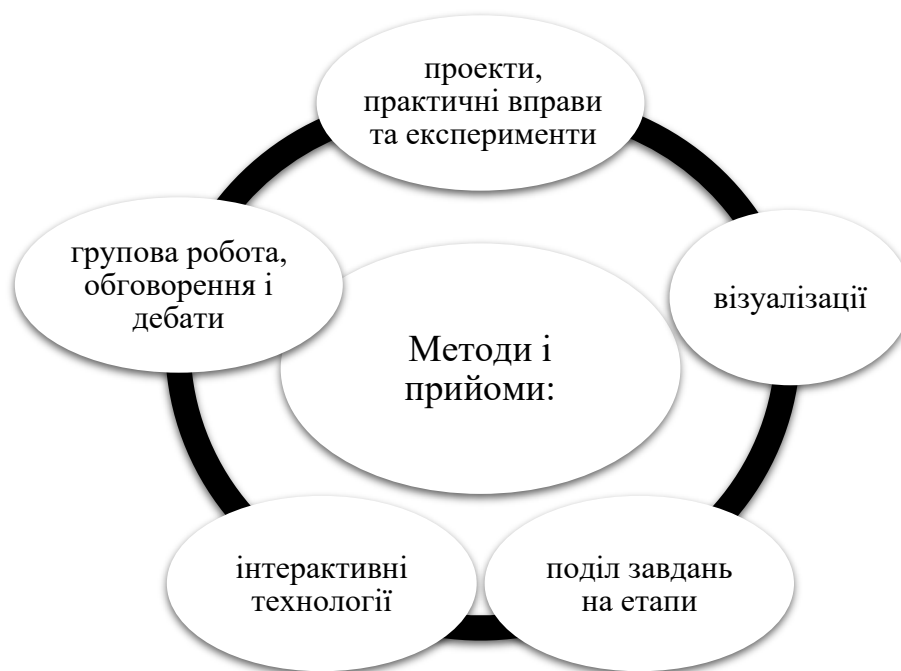 проекти,
практичні вправи
та експерименти
групова робота,
обговорення і
дебати
візуалізації
Методи і
прийоми:
інтерактивні
технології
поділ завдань
на етапи